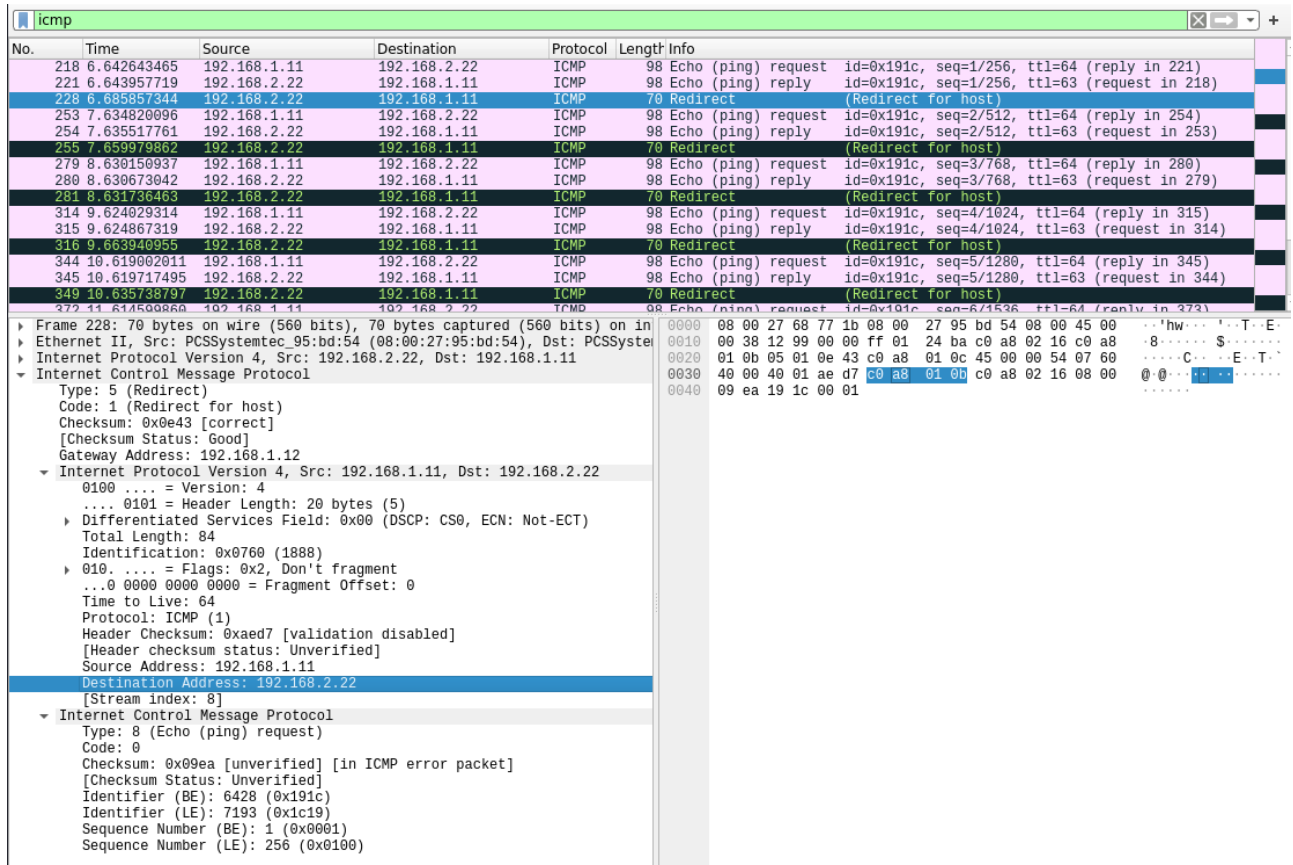 icmp
No. Time Source Destination Protocol Length Info
218 6.642643465 192.168.1.11 192.168.2.22 ICMP 98 Echo (ping) request id=0x191c, seq=1/256, ttl=64 (reply in 221)
221 6.643957719 192.168.2.22 192.168.1.11 ICMP 98 Echo (ping) reply id=0x191c, seq=1/256, ttl=63 (request in 218)
228 6.685857344 192.168.2.22 192.168.1.11 ICMP 70 Redirect (Redirect for host)
253 7.634820096 192.168.1.11 192.168.2.22 ICMP 98 Echo (ping) request id=0x191c, seq=2/512, ttl=64 (reply in 254)
254 7.635517761 192.168.2.22 192.168.1.11 ICMP 98 Echo (ping) reply id=0x191c, seq=2/512, ttl=63 (request in 253)
255 7.659979862 192.168.2.22 192.168.1.11 ICMP 70 Redirect (Redirect for host)
279 8.630150937 192.168.1.11 192.168.2.22 ICMP 98 Echo (ping) request id=0x191c, seq=3/768, ttl=64 (reply in 280)
280 8.630673042 192.168.2.22 192.168.1.11 ICMP 98 Echo (ping) reply id=0x191c, seq=3/768, ttl=63 (request in 279)
281 8.631736463 192.168.2.22 192.168.1.11 ICMP 70 Redirect (Redirect for host)
314 9.624029314 192.168.1.11 192.168.2.22 ICMP 98 Echo (ping) request id=0x191c, seq=4/1024, ttl=64 (reply in 315)
315 9.624867319 192.168.2.22 192.168.1.11 ICMP 98 Echo (ping) reply id=0x191c, seq=4/1024, ttl=63 (request in 314)
316 9.663940955 192.168.2.22 192.168.1.11 ICMP 70 Redirect (Redirect for host)
344 10.619002011 192.168.1.11 192.168.2.22 ICMP 98 Echo (ping) request id=0x191c, seq=5/1280, ttl=64 (reply in 345)
345 10.619717495 192.168.2.22 192.168.1.11 ICMP 98 Echo (ping) reply id=0x191c, seq=5/1280, ttl=63 (request in 344)
349 10.635738797 192.168.2.22 192.168.1.11 ICMP 70 Redirect (Redirect for host)
372 11.614599860 192.168.1.11 192.168.2.22 ICMP 98 Echo (ping) request id=0x191c, seq=6/1536, ttl=64 (reply in 373)
Frame 228: 70 bytes on wire (560 bits), 70 bytes captured (560 bits) on in
Ethernet II, Src: PCSSystemtec_95:bd:54 (08:00:27:95:bd:54), Dst: PCSSyste
Internet Protocol Version 4, Src: 192.168.2.22, Dst: 192.168.1.11
Internet Control Message Protocol
Type: 5 (Redirect)
Code: 1 (Redirect for host)
Checksum: 0x0e43 [correct]
[Checksum Status: Good]
Gateway Address: 192.168.1.12
Internet Protocol Version 4, Src: 192.168.1.11, Dst: 192.168.2.22
0100 .... = Version: 4
.... 0101 = Header Length: 20 bytes (5)
Differentiated Services Field: 0x00 (DSCP: CS0, ECN: Not-ECT)
Total Length: 84
Identification: 0x0760 (1888)
010. .... = Flags: 0x2, Don't fragment
...0 0000 0000 0000 = Fragment Offset: 0
Time to Live: 64
Protocol: ICMP (1)
Header Checksum: 0xaed7 [validation disabled]
[Header checksum status: Unverified]
Source Address: 192.168.1.11
Destination Address: 192.168.2.22
[Stream index: 8]
Internet Control Message Protocol
Type: 8 (Echo (ping) request)
Code: 0
Checksum: 0x09ea [unverified] [in ICMP error packet]
[Checksum Status: Unverified]
Identifier (BE): 6428 (0x191c)
Identifier (LE): 7193 (0x1c19)
Sequence Number (BE): 1 (0x0001)
Sequence Number (LE): 256 (0x0100)
0000 08 00 27 68 77 1b 08 00 27 95 bd 54 08 00 45 00 ··'hw··· '··T··E·
0010 00 38 12 99 00 00 ff 01 24 ba c0 a8 02 16 c0 a8 ·8······ $·······
0020 01 0b 05 01 0e 43 c0 a8 01 0c 45 00 00 54 07 60 ·····C·· ··E··T·`
0030 40 00 40 01 ae d7 c0 a8 01 0b c0 a8 02 16 08 00 @·@····· ········
0040 09 ea 19 1c 00 01 ······